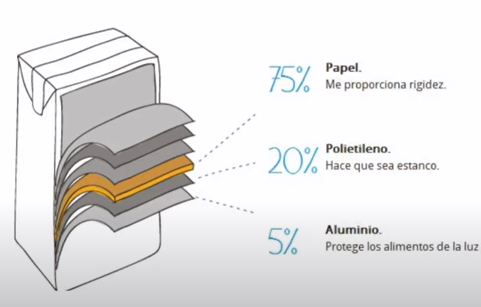 75%
Papel.
Me proporciona rigidez.
20%
Polietileno.
Hace que sea estanco.
5%
Aluminio.
Protege los alimentos de la luz